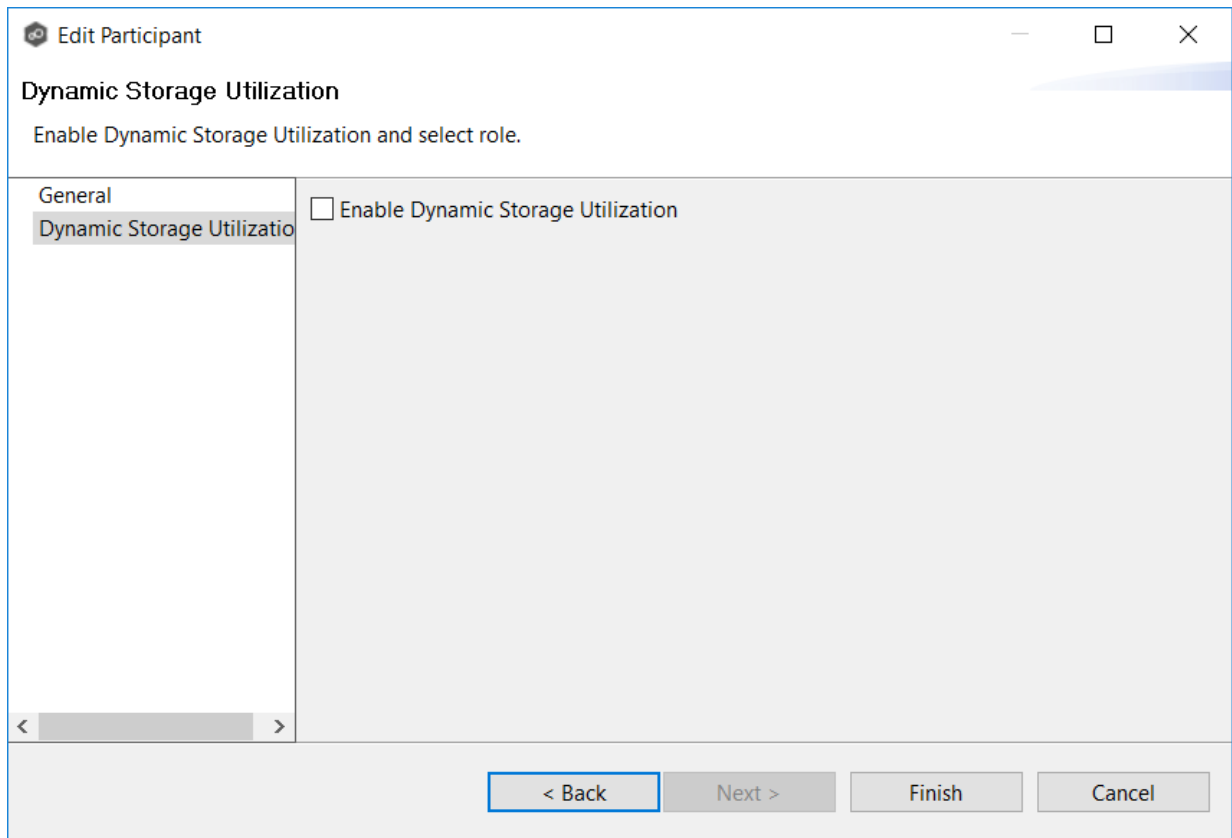 Edit Participant
Dynamic Storage Utilization
Enable Dynamic Storage Utilization and select role.
General
Dynamic Storage Utilizatio
Enable Dynamic Storage Utilization
< Back
Next >
Finish
Cancel